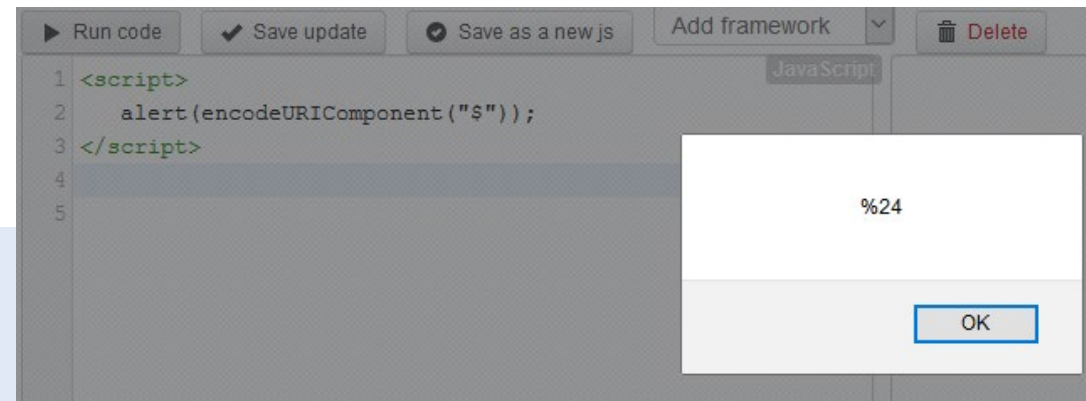 Run code Save update Save as a new js Add framework Delete
JavaScript
1 <script>
2 alert(encodeURIComponent("$"));
3 </script>
4
5
%24
OK